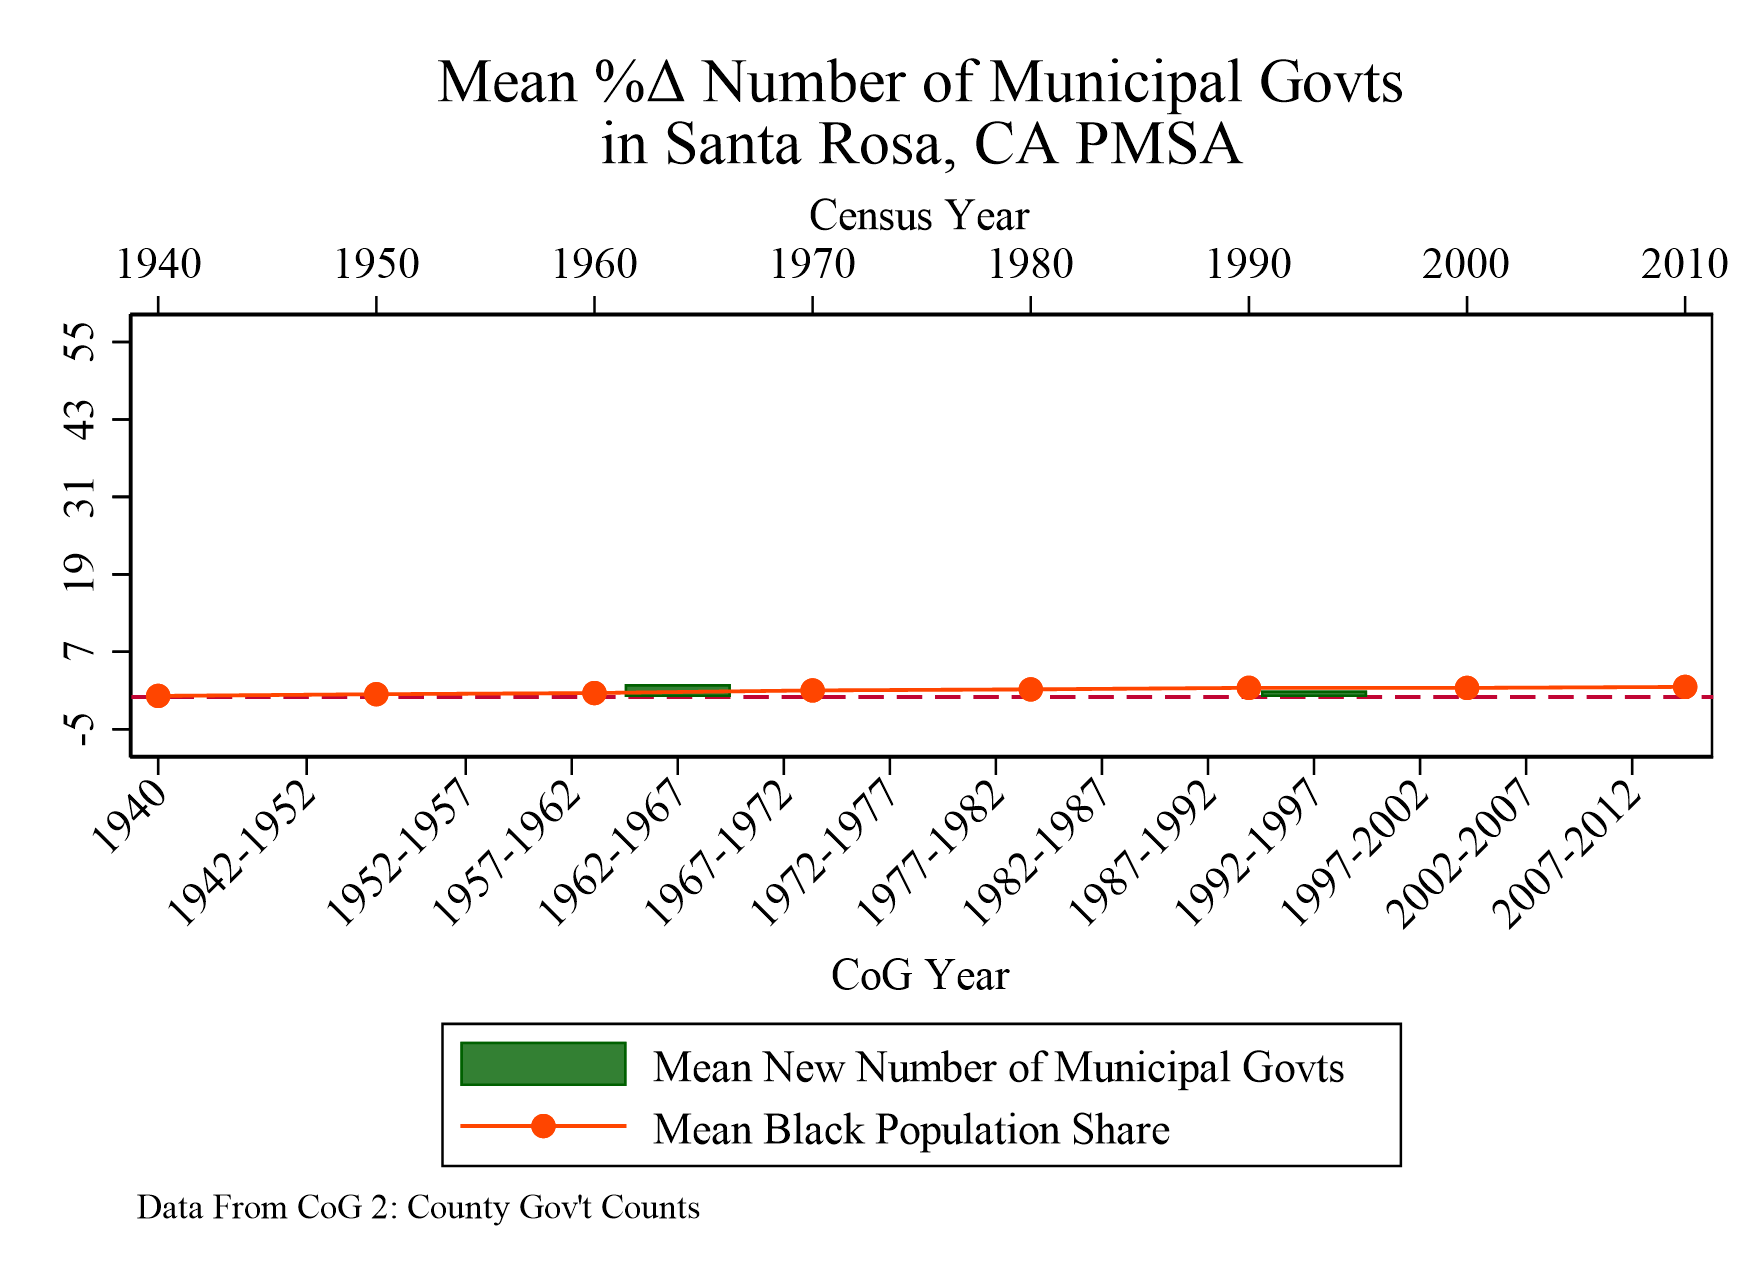 Mean %Δ Number of Municipal Govts
in Santa Rosa, CA PMSA
Census Year
1940 1950 1960 1970 1980 1990 2000 2010
55
43
31
19
7
-5
1940 1942-1952 1952-1957 1957-1962 1962-1967 1967-1972 1972-1977 1977-1982 1982-1987 1987-1992 1992-1997 1997-2002 2002-2007 2007-2012
CoG Year
Mean New Number of Municipal Govts
Mean Black Population Share
Data From CoG 2: County Gov't Counts